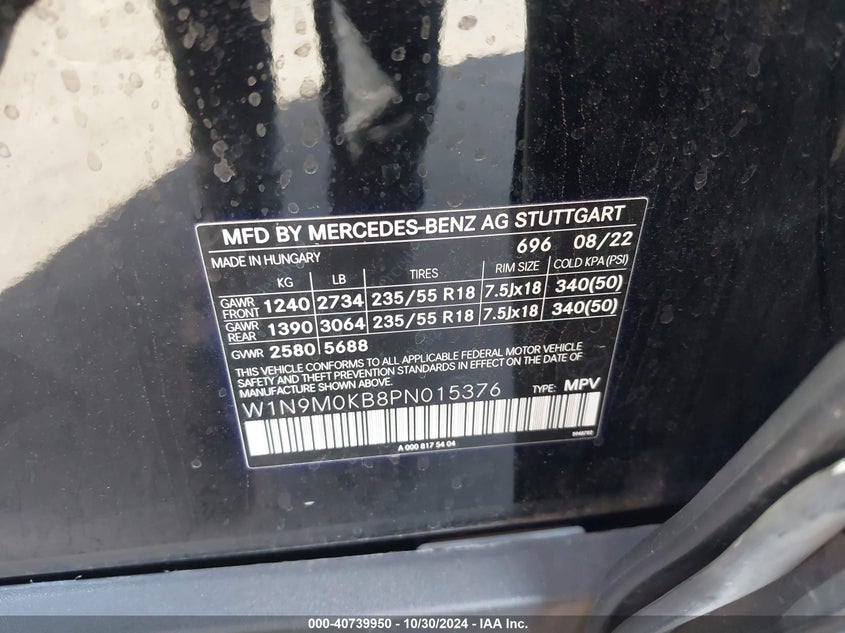 MFD BY MERCEDES-BENZ AG STUTTGART
696 08/22
MADE IN HUNGARY
KG LB TIRES RIM SIZE COLD KPA (PSI)
GAWR FRONT 1240 2734 235/55 R18 7.5Jx18 340(50)
GAWR REAR 1390 3064 235/55 R18 7.5Jx18 340(50)
GVWR 2580 5688
THIS VEHICLE CONFORMS TO ALL APPLICABLE FEDERAL MOTOR VEHICLE
SAFETY AND THEFT PREVENTION STANDARDS IN EFFECT ON THE DATE OF
MANUFACTURE SHOWN ABOVE.
W1N9M0KB8PN015376 TYPE: MPV
A 000 817 54 04
000-40739950 / 10/30/2024 / IAA Inc.